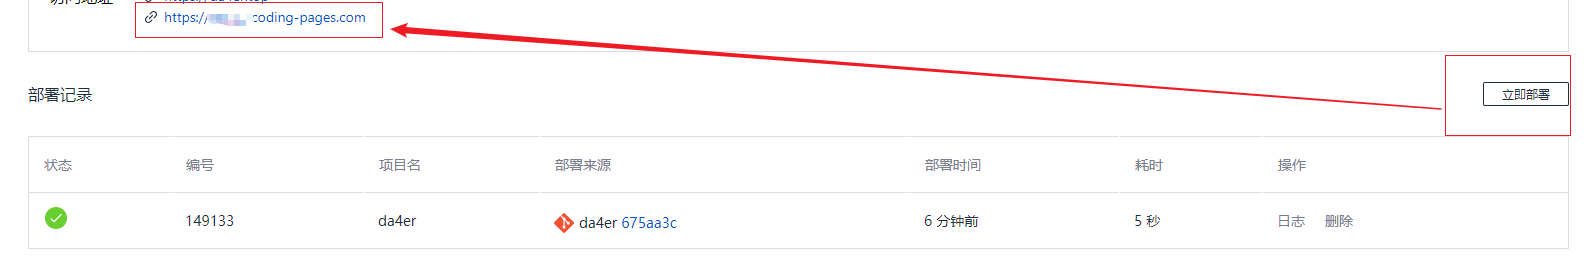 https://
coding-pages.com
部署记录
立即部署
状态 编号 项目名 部署来源 部署时间 耗时 操作
149133 da4er da4er 675aa3c 6 分钟前 5 秒 日志 删除